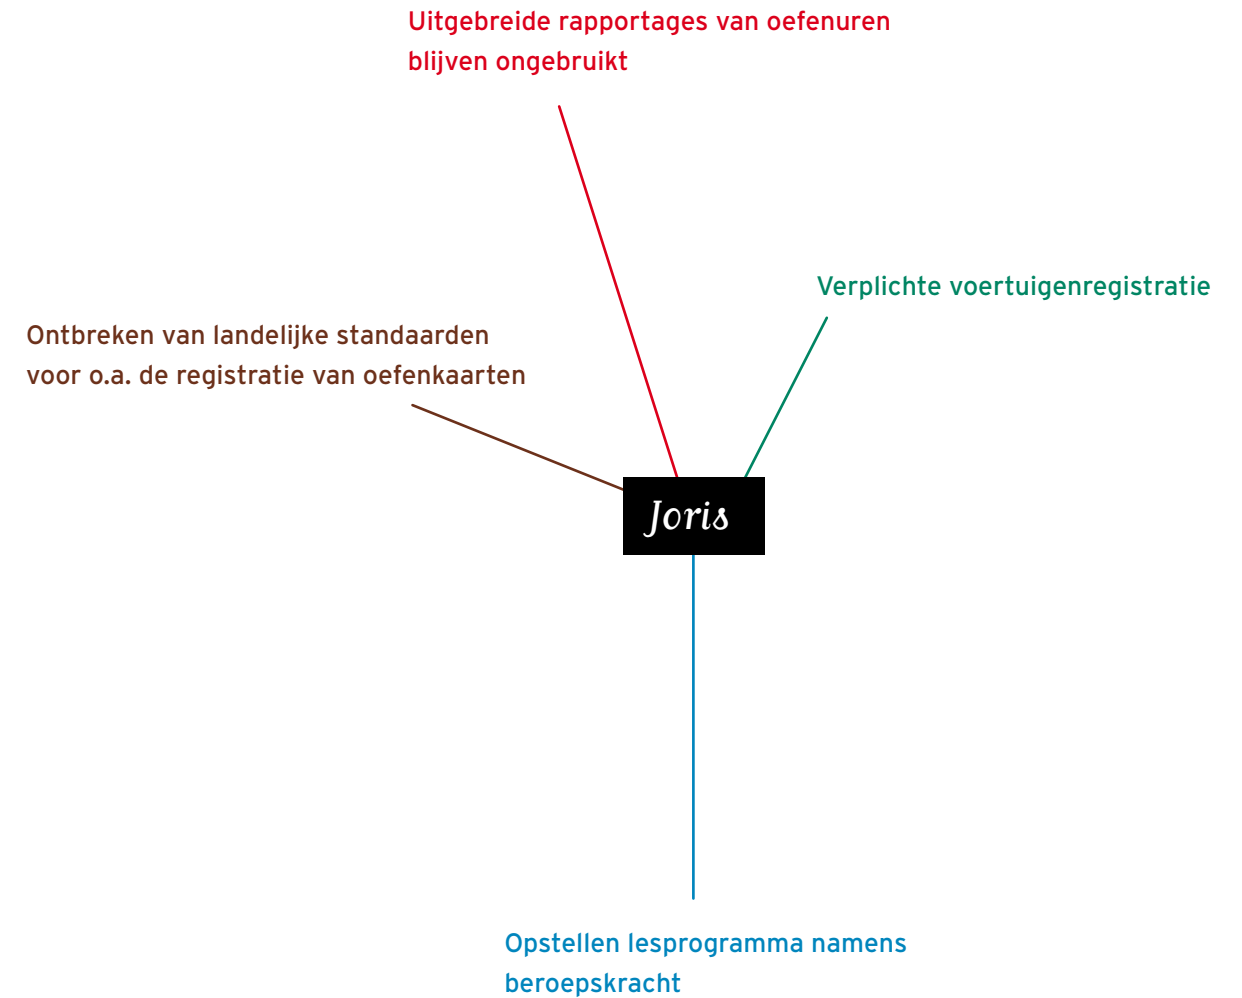 Uitgebreide rapportages van oefenuren
blijven ongebruikt
Verplichte voertuigenregistratie
Ontbreken van landelijke standaarden
voor o.a. de registratie van oefenkaarten
Joris
Opstellen lesprogramma namens
beroepskracht